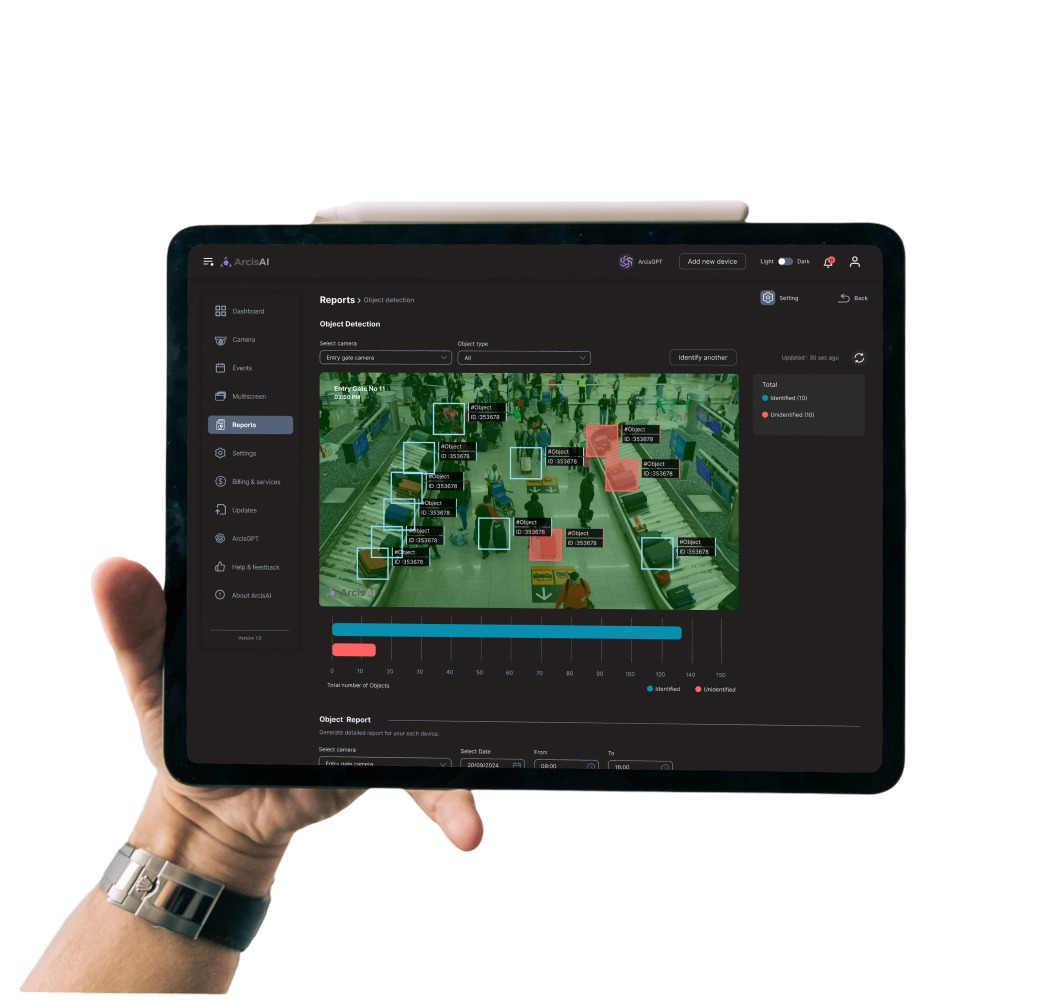 ArcisAI
ArcisGPT
Add new device
Light
Dark
Reports > Object detection
Setting
Back
Dashboard
Camera
Events
Multiscreen
Reports
Settings
Billing & services
Updates
ArcisGPT
Help & feedback
About ArcisAI
Version 1.0
Object Detection
Select camera
Object type
Entry gate camera
All
Identify another
Updated : 30 sec ago
Entry Gate No 11
03:50 PM
#Object
ID :353678
#Object
ID :353678
#Object
ID :353678
#Object
ID :353678
#Object
ID :353678
#Object
ID :353678
#Object
ID :353678
#Object
ID :353678
#Object
ID :353678
#Object
ID :353678
#Object
ID :353678
#Object
ID :353678
ArcisAI
Total
Identified (10)
Unidentified (10)
0 10 20 30 40 50 60 70 80 90 100 120 140 150
Total number of Objects
Identified
Unidentified
Object Report
Generate detailed report for your each device.
Select camera
Select Date
From
To
Entry gate camera
20/09/2024
09:00
16:00